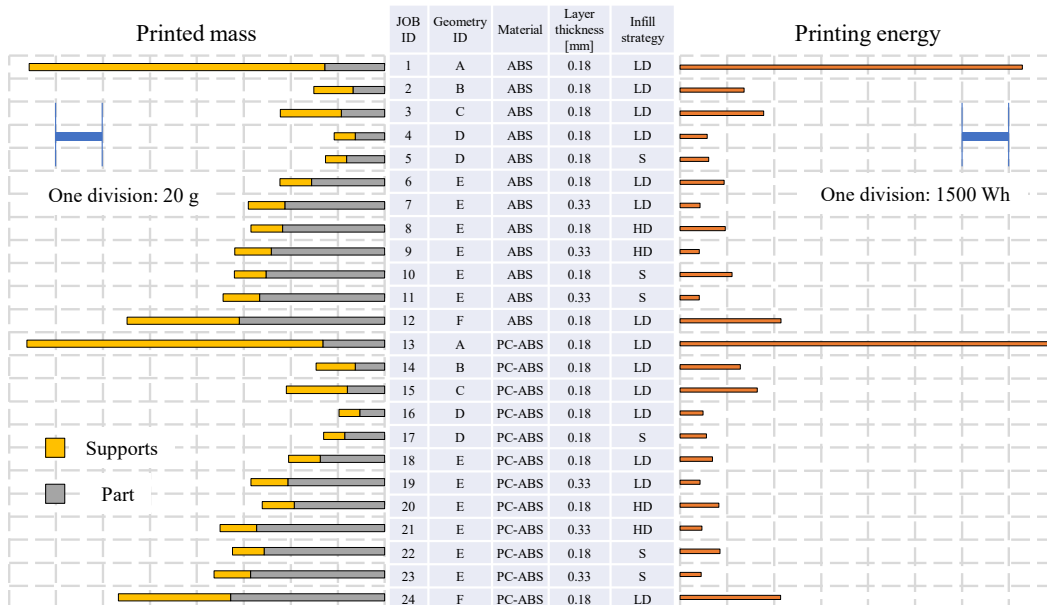 Printed mass
JOB ID Geometry ID Material Layer thickness [mm] Infill strategy
Printing energy
1 A ABS 0.18 LD
2 B ABS 0.18 LD
3 C ABS 0.18 LD
4 D ABS 0.18 LD
5 D ABS 0.18 S
6 E ABS 0.18 LD
One division: 20 g
One division: 1500 Wh
7 E ABS 0.33 LD
8 E ABS 0.18 HD
9 E ABS 0.33 HD
10 E ABS 0.18 S
11 E ABS 0.33 S
12 F ABS 0.18 LD
13 A PC-ABS 0.18 LD
14 B PC-ABS 0.18 LD
15 C PC-ABS 0.18 LD
16 D PC-ABS 0.18 LD
17 D PC-ABS 0.18 S
Supports
18 E PC-ABS 0.18 LD
19 E PC-ABS 0.33 LD
Part
20 E PC-ABS 0.18 HD
21 E PC-ABS 0.33 HD
22 E PC-ABS 0.18 S
23 E PC-ABS 0.33 S
24 F PC-ABS 0.18 LD